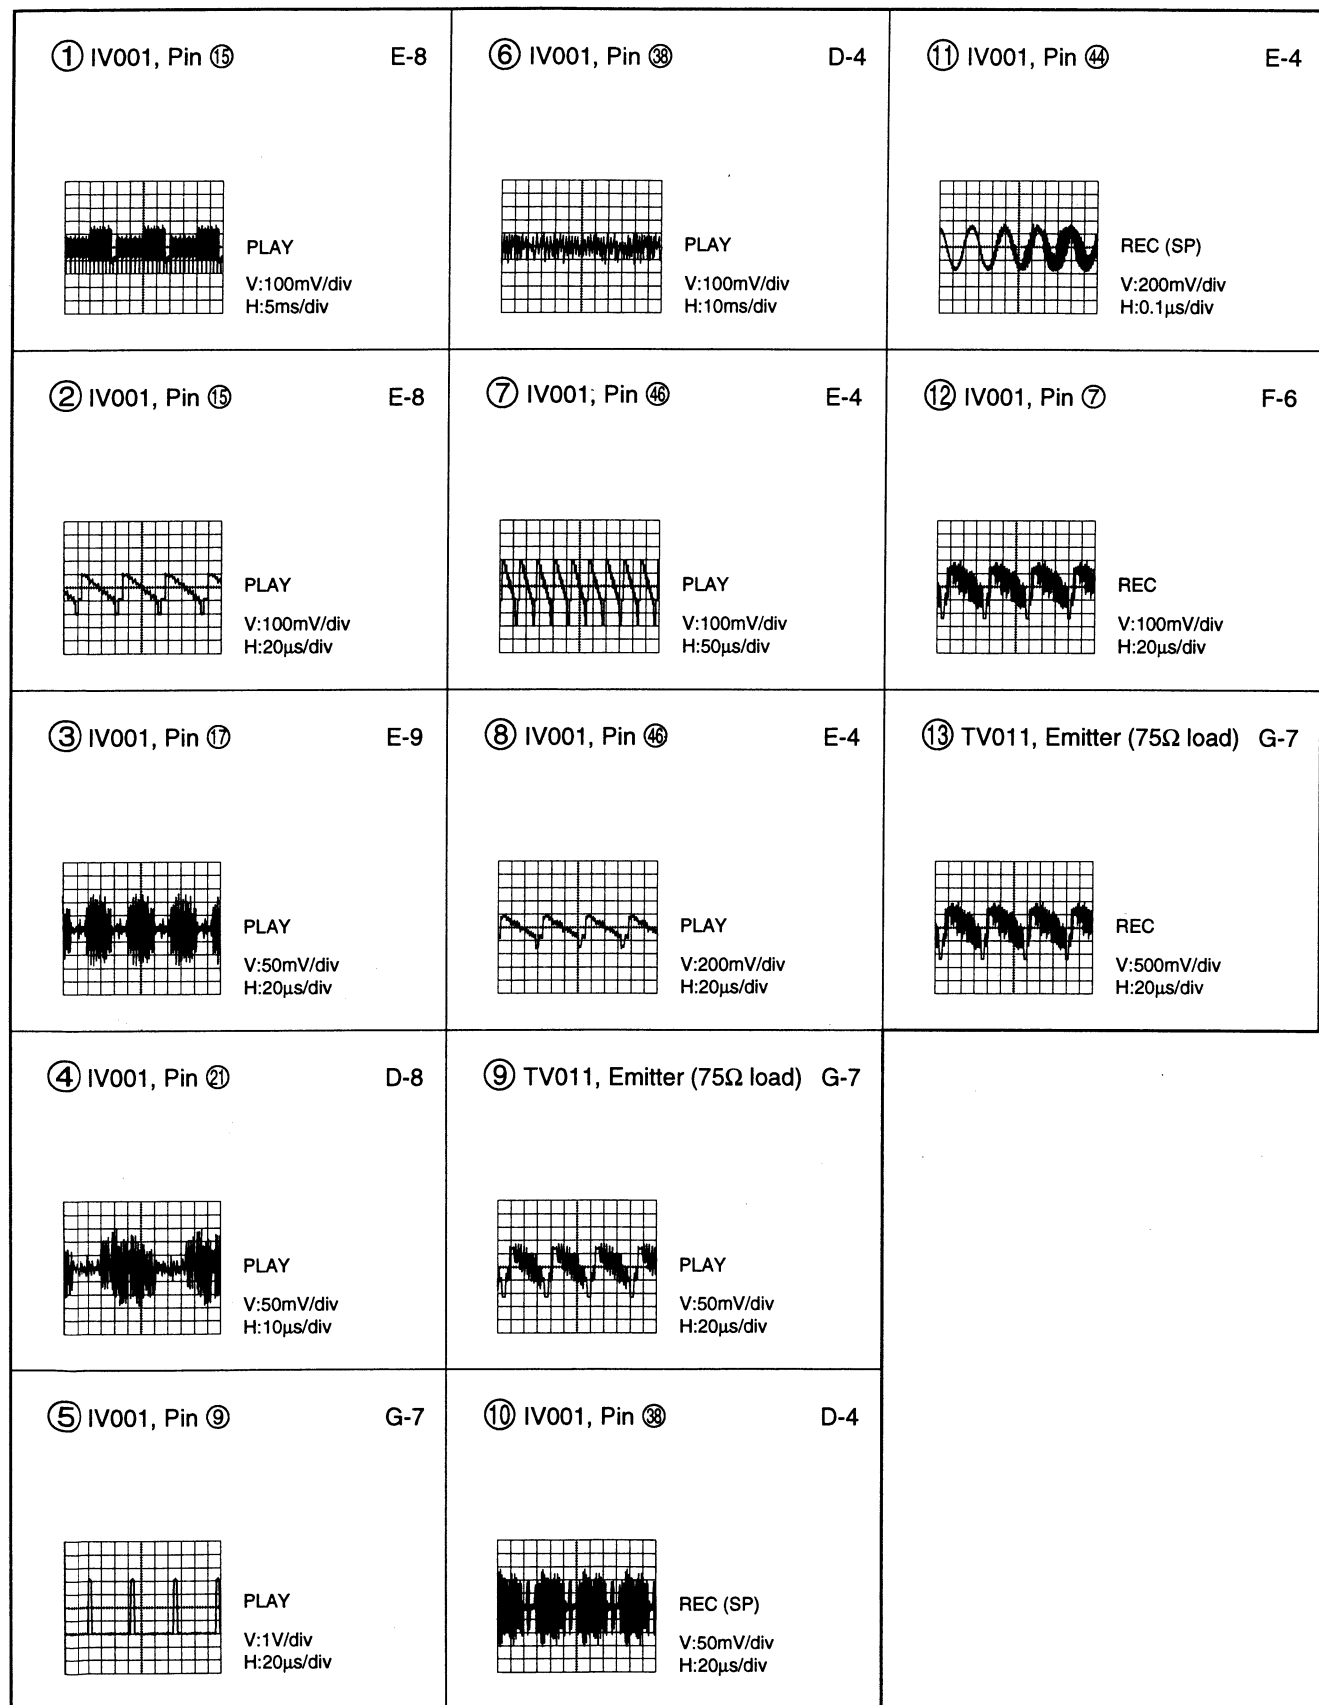 ① IV001, Pin ⑮ E-8
PLAY
V:100mV/div
H:5ms/div
② IV001, Pin ⑮ E-8
PLAY
V:100mV/div
H:20µs/div
③ IV001, Pin ⑰ E-9
PLAY
V:50mV/div
H:20µs/div
④ IV001, Pin ㉑ D-8
PLAY
V:50mV/div
H:10µs/div
⑤ IV001, Pin ⑨ G-7
PLAY
V:1V/div
H:20µs/div
⑥ IV001, Pin ㊳ D-4
PLAY
V:100mV/div
H:10ms/div
⑦ IV001, Pin ㊻ E-4
PLAY
V:100mV/div
H:50µs/div
⑧ IV001, Pin ㊻ E-4
PLAY
V:200mV/div
H:20µs/div
⑨ TV011, Emitter (75Ω load) G-7
PLAY
V:50mV/div
H:20µs/div
⑩ IV001, Pin ㊳ D-4
REC (SP)
V:50mV/div
H:20µs/div
⑪ IV001, Pin ㊹ E-4
REC (SP)
V:200mV/div
H:0.1µs/div
⑫ IV001, Pin ⑦ F-6
REC
V:100mV/div
H:20µs/div
⑬ TV011, Emitter (75Ω load) G-7
REC
V:500mV/div
H:20µs/div